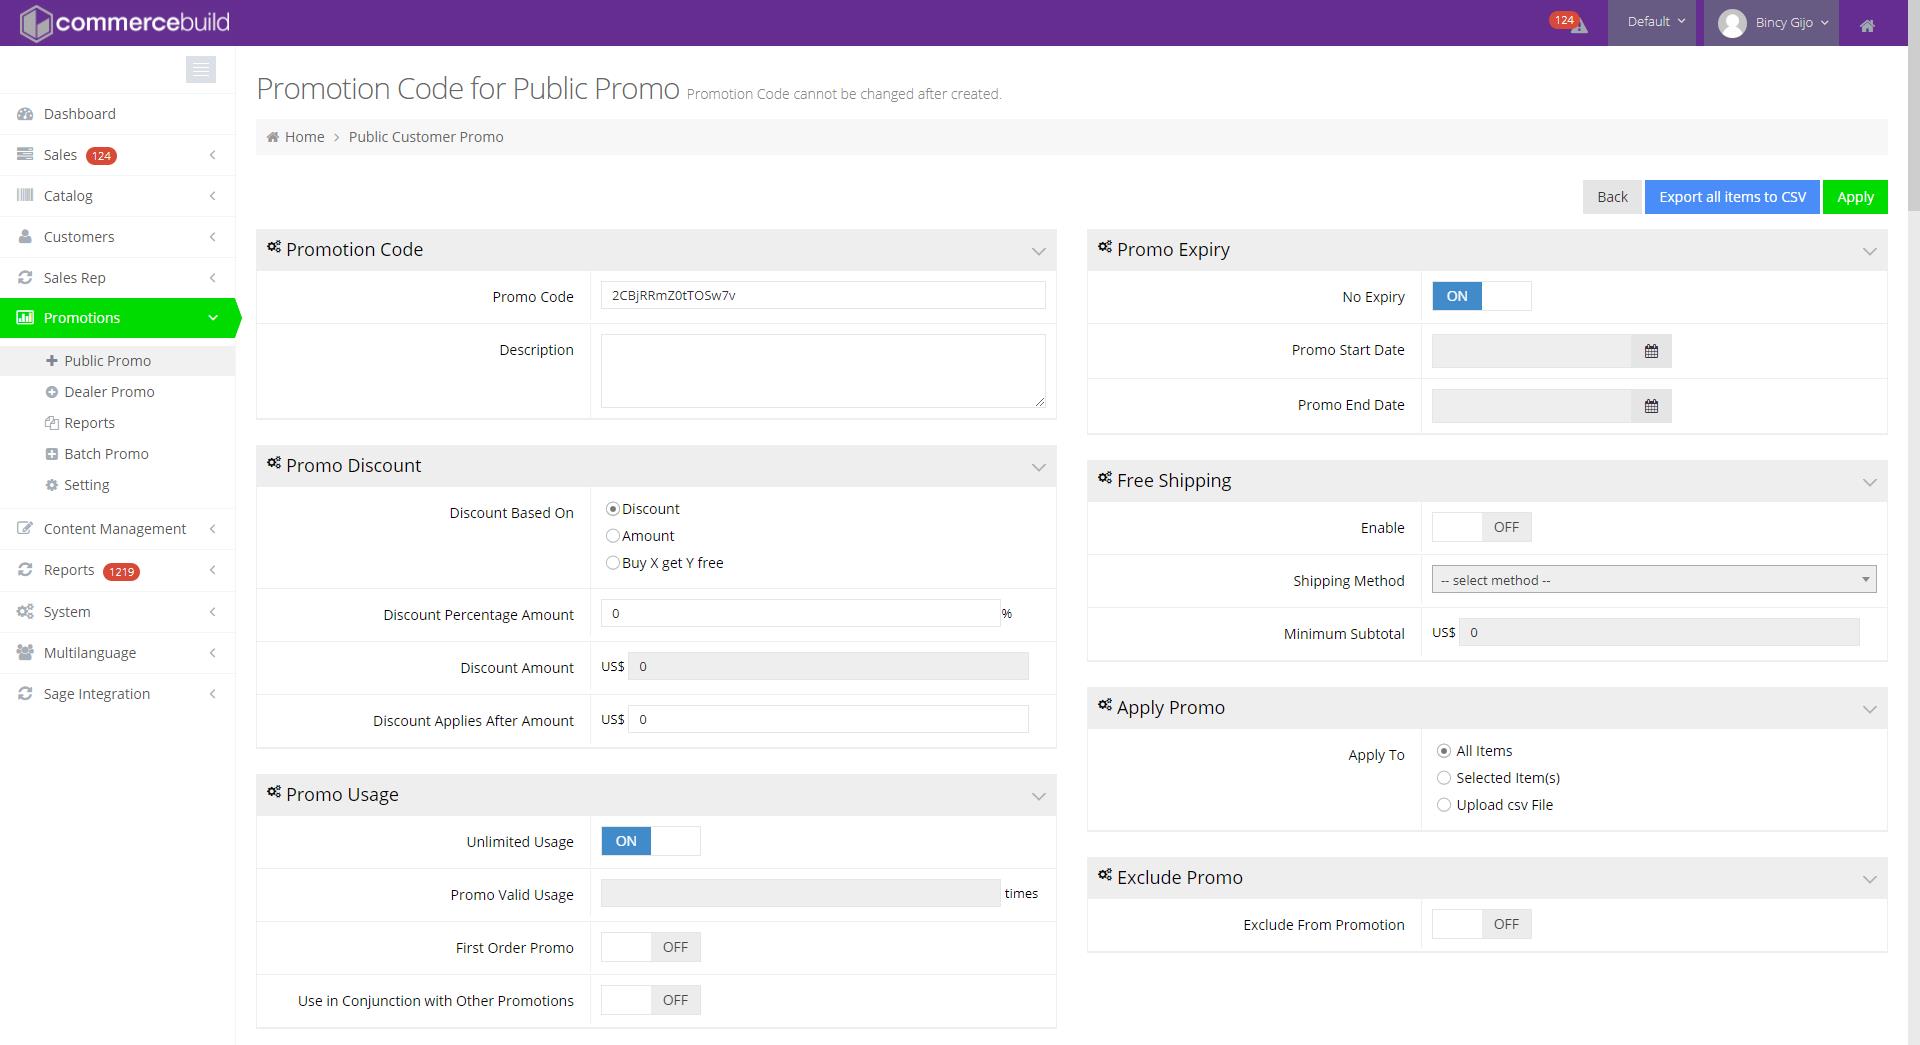 commercebuild
124
Default
Bincy Gijo
Dashboard
Sales 124
Catalog
Customers
Sales Rep
Promotions
Public Promo
Dealer Promo
Reports
Batch Promo
Setting
Content Management
Reports 1219
System
Multilanguage
Sage Integration
Promotion Code for Public Promo Promotion Code cannot be changed after created.
Home > Public Customer Promo
Back
Export all items to CSV
Apply
Promotion Code
Promo Code 2CBjRRmZ0tTOSw7v
Description
Promo Discount
Discount Based On
Discount
Amount
Buy X get Y free
Discount Percentage Amount 0 %
Discount Amount US$ 0
Discount Applies After Amount US$ 0
Promo Usage
Unlimited Usage ON
Promo Valid Usage times
First Order Promo OFF
Use in Conjunction with Other Promotions OFF
Promo Expiry
No Expiry ON
Promo Start Date
Promo End Date
Free Shipping
Enable OFF
Shipping Method -- select method --
Minimum Subtotal US$ 0
Apply Promo
Apply To
All Items
Selected Item(s)
Upload csv File
Exclude Promo
Exclude From Promotion OFF